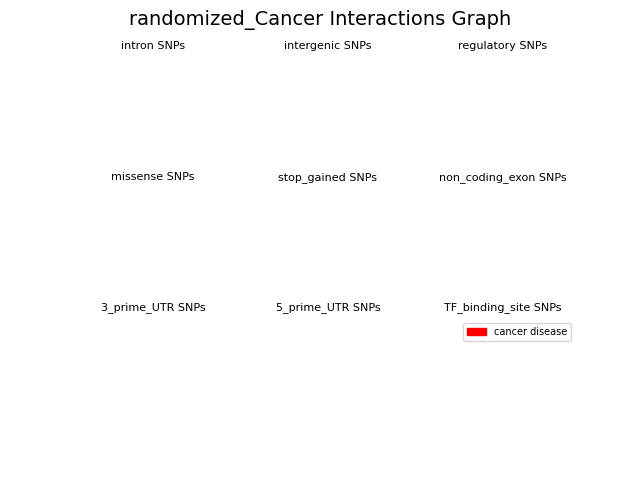 randomized_Cancer Interactions Graph
intron SNPs
intergenic SNPs
regulatory SNPs
missense SNPs
stop_gained SNPs
non_coding_exon SNPs
3_prime_UTR SNPs
5_prime_UTR SNPs
TF_binding_site SNPs
cancer disease